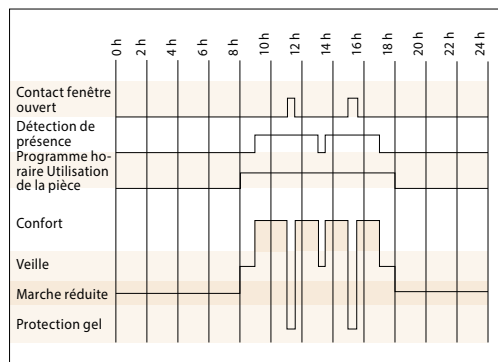 0 h
2 h
4 h
6 h
8 h
10 h
12 h
14 h
16 h
18 h
20 h
22 h
24 h
Contact fenêtre
ouvert
Détection de
présence
Programme ho-
raire Utilisation
de la pièce
Confort
Veille
Marche réduite
Protection gel